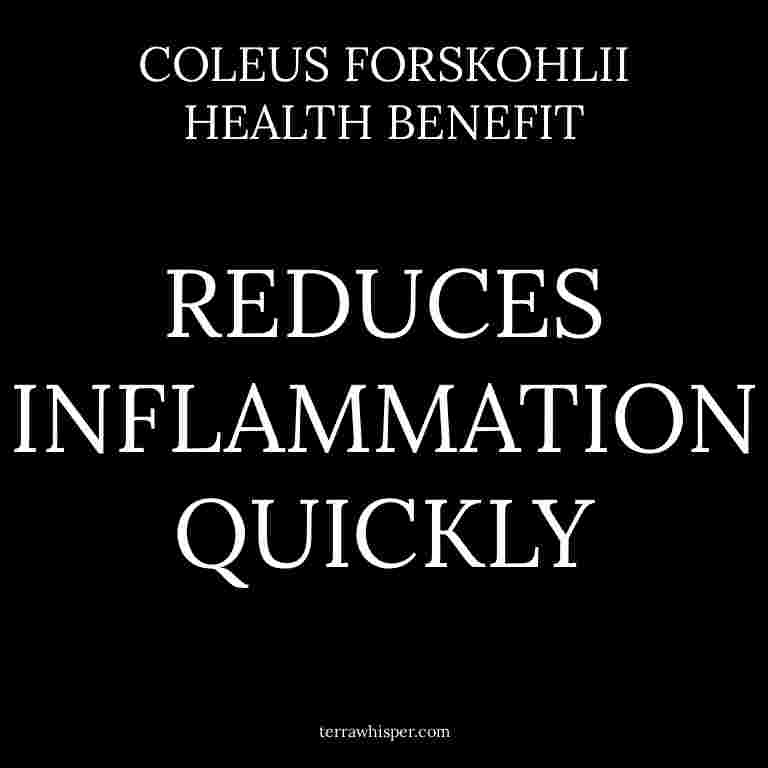 COLEUS FORSKOHLII
HEALTH BENEFIT
REDUCES
INFLAMMATION
QUICKLY
terrawhisper.com